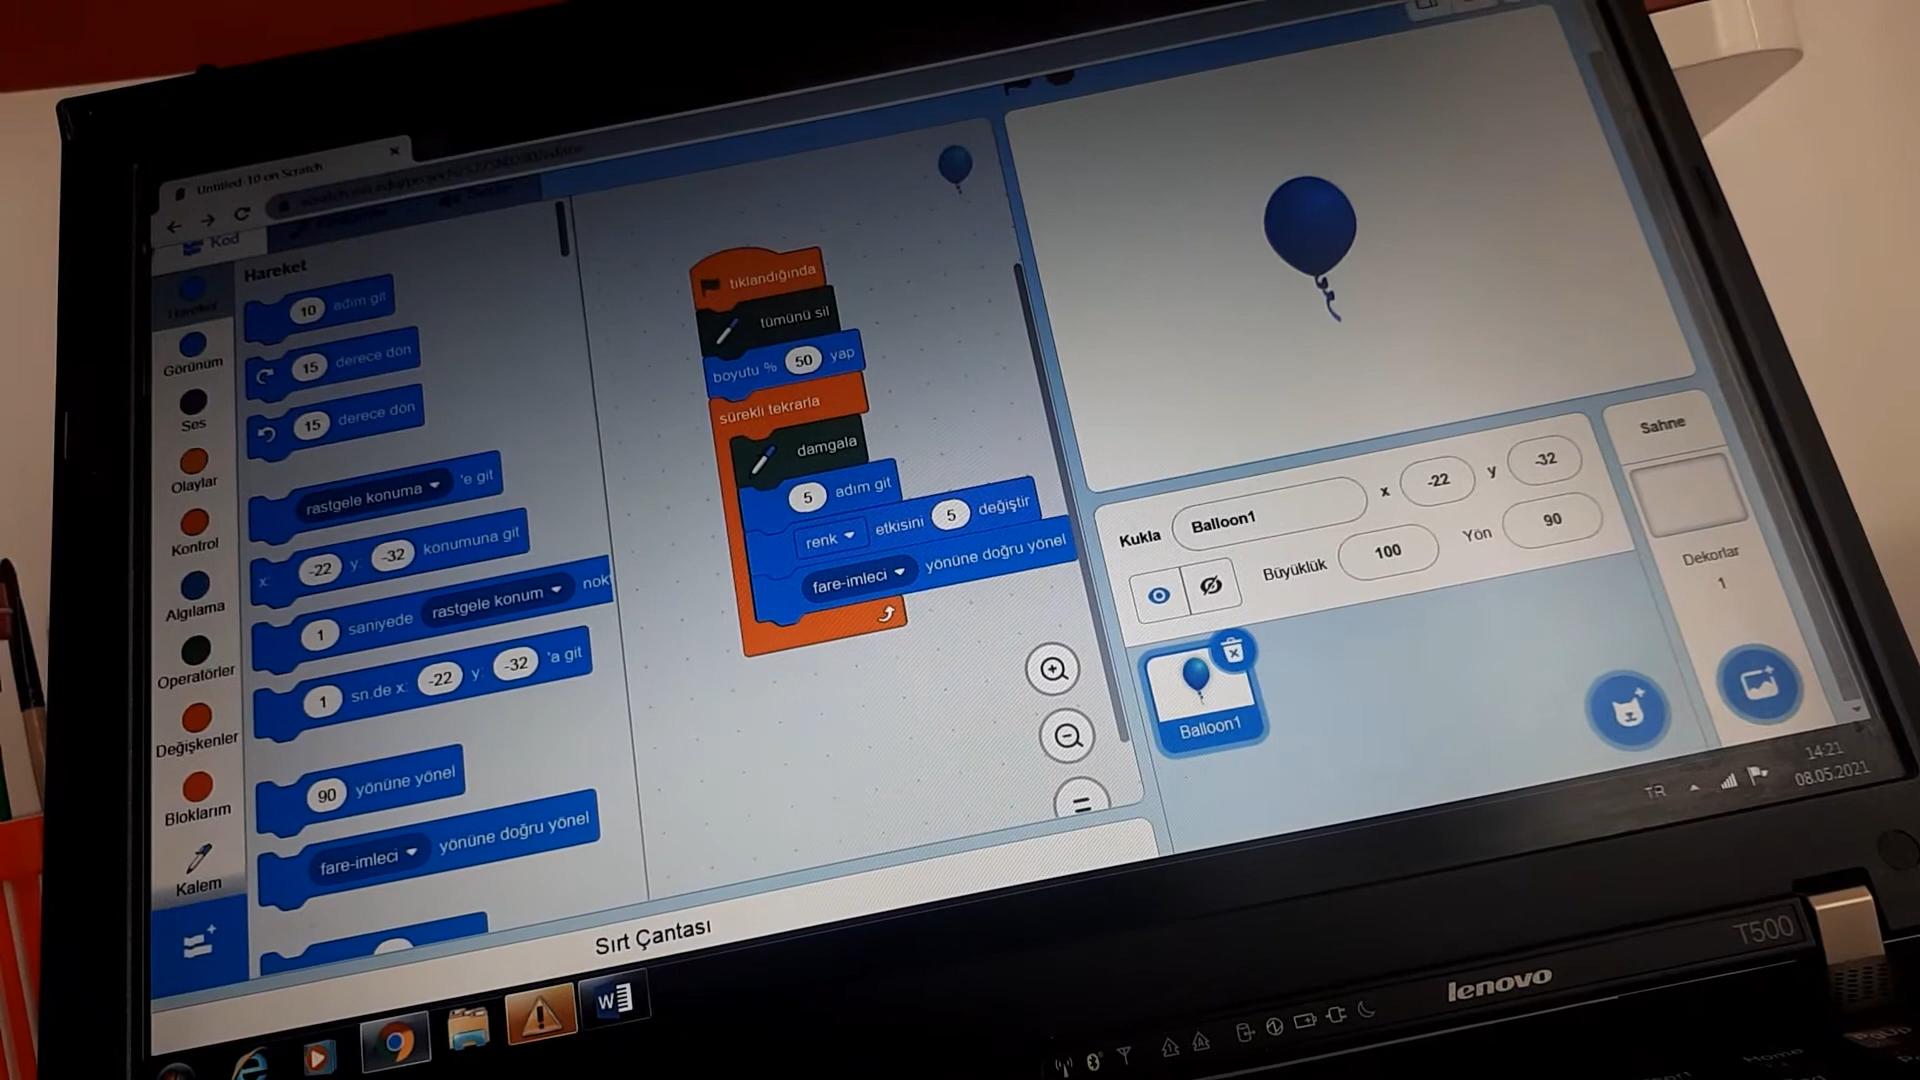 Untitled-10 on Scratch
Kod
Hareket
Görünüm
Ses
Olaylar
Kontrol
Algılama
Operatörler
Değişkenler
Bloklarım
Kalem
Hareket
10 adım git
15 derece dön
15 derece dön
rastgele konuma 'e git
x: -22 y: -32 konumuna git
1 saniyede rastgele konum nok
1 sn.de x: -22 y: -32 'a git
90 yönüne yönel
fare-imleci yönüne doğru yönel
tıklandığında
tümünü sil
boyutu % 50 yap
sürekli tekrarla
damgala
5 adım git
renk etkisini 5 değiştir
fare-imleci yönüne doğru yönel
Sırt Çantası
Kukla Balloon1 x -22 y -32
Büyüklük 100 Yön 90
Balloon1
Sahne
Dekorlar
1
TR
14:21
08.05.2021
W
T500
lenovo